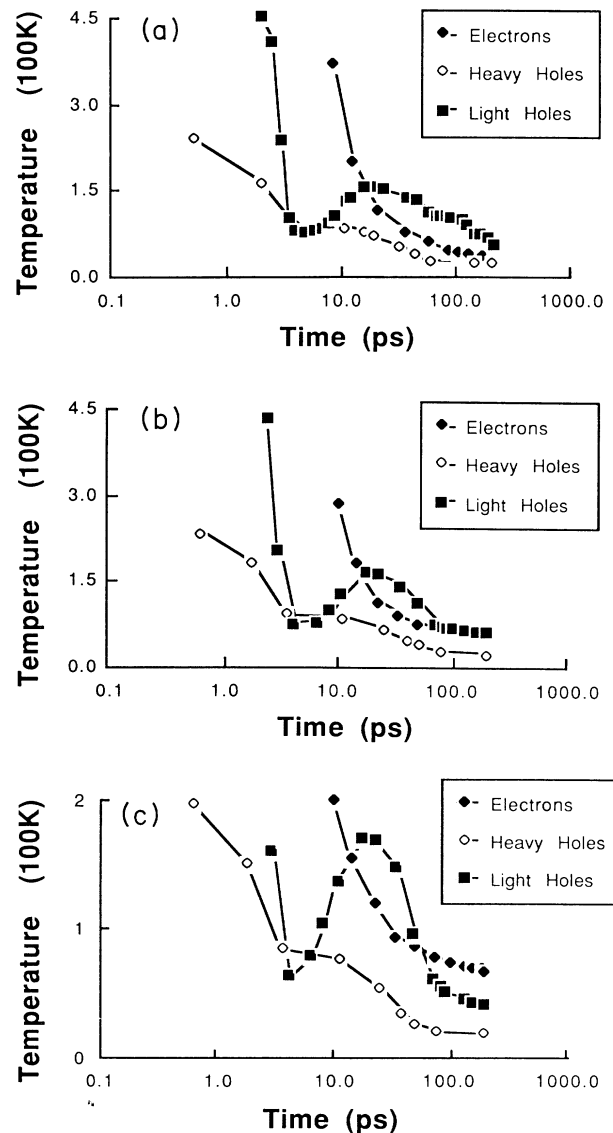 (a)
Temperature (100K)
4.5
3.0
1.5
0.0
0.1
1.0
10.0
100.0
1000.0
Time (ps)
Electrons
Heavy Holes
Light Holes
(b)
Temperature (100K)
4.5
3.0
1.5
0.0
0.1
1.0
10.0
100.0
1000.0
Time (ps)
Electrons
Heavy Holes
Light Holes
(c)
Temperature (100K)
2
1
0
0.1
1.0
10.0
100.0
1000.0
Time (ps)
Electrons
Heavy Holes
Light Holes